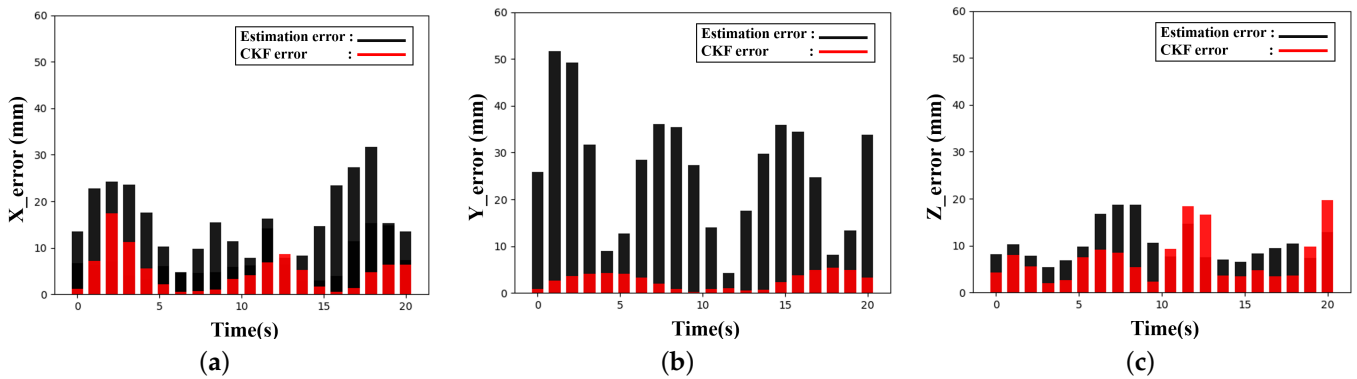 60
50
40
30
20
10
0
X_error (mm)
Estimation error :
CKF error :
0 5 10 15 20
Time(s)
(a)
60
50
40
30
20
10
0
Y_error (mm)
Estimation error :
CKF error :
0 5 10 15 20
Time(s)
(b)
60
50
40
30
20
10
0
Z_error (mm)
Estimation error :
CKF error :
0 5 10 15 20
Time(s)
(c)